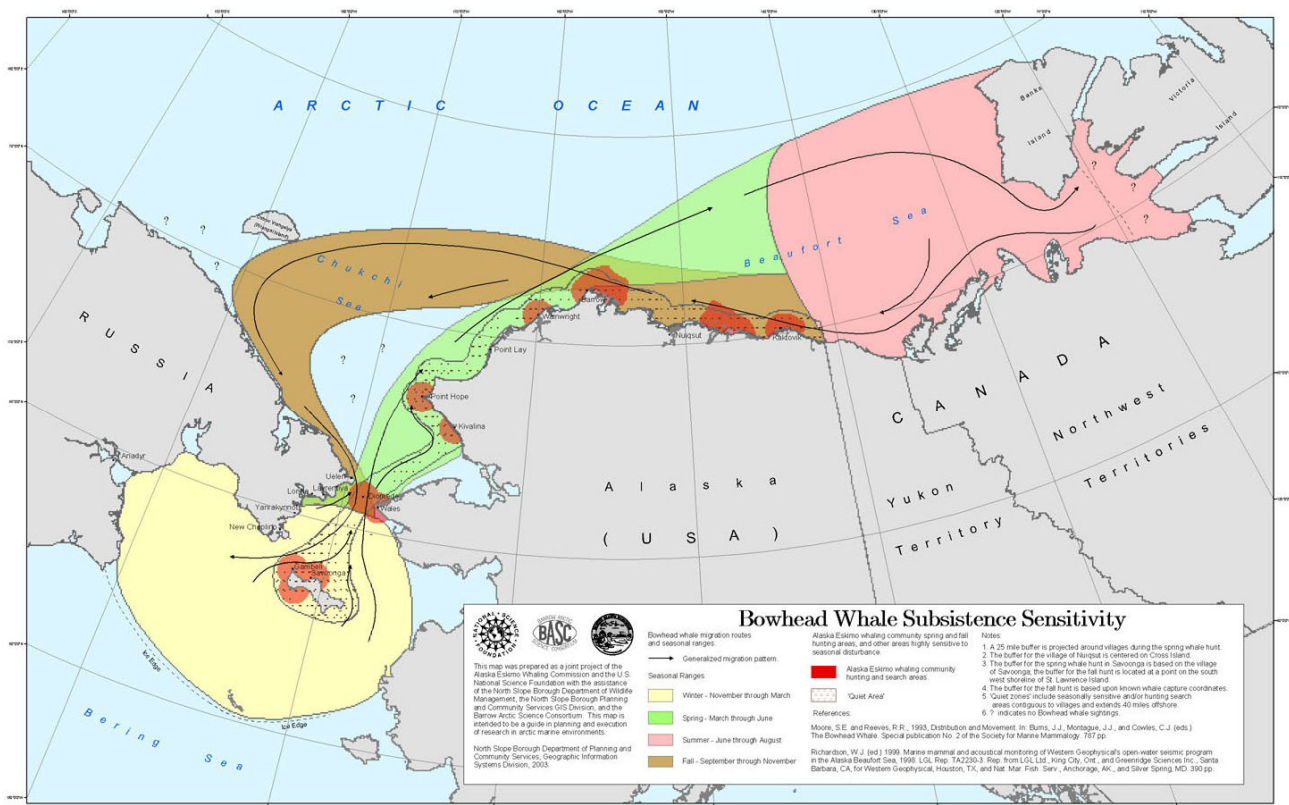 ARCTIC OCEAN
Banks
Island
Victoria
Island
Ostrov Vrangelya
(Wrangel Island)
Chukchi
Sea
Beaufort Sea
RUSSIA
Barrow
Wainwright
Point Lay
Nuiqsut
Kaktovik
Point Hope
Kivalina
CANADA
Northwest
Territories
Yukon
Territory
Alaska
(USA)
Anadyr
Uelen
Lavrentiya
Diomede
Yanrakynnot
Wales
New Chaplino
Gambell
Savoonga
Ice Edge
Ice Edge
Bering Sea
NATIONAL SCIENCE FOUNDATION
BARROW ARCTIC
BASC
SCIENCE CONSORTIUM
This map was prepared as a joint project of the
Alaska Eskimo Whaling Commission and the U.S.
National Science Foundation with the assistance
of the North Slope Borough Department of Wildlife
Management, the North Slope Borough Planning
and Community Services GIS Division, and the
Barrow Arctic Science Consortium. This map is
intended to be a guide in planning and execution
of research in arctic marine environments.
North Slope Borough Department of Planning and
Community Services, Geographic Information
Systems Division, 2003.
Bowhead Whale Subsistence Sensitivity
Bowhead whale migration routes
and seasonal ranges.
Generalized migration pattern.
Seasonal Ranges:
Winter - November through March
Spring - March through June
Summer - June through August
Fall - September through November
Alaska Eskimo whaling community spring and fall
hunting areas, and other areas highly sensitive to
seasonal disturbance.
Alaska Eskimo whaling community
hunting and search areas.
'Quiet Area'
Notes:
1. A 25 mile buffer is projected around villages during the spring whale hunt.
2. The buffer for the village of Nuiqsut is centered on Cross Island.
3. The buffer for the spring whale hunt in Savoonga is based on the village
of Savoonga; the buffer for the fall hunt is located at a point on the south
west shoreline of St. Lawrence Island.
4. The buffer for the fall hunt is based upon known whale capture coordinates.
5. 'Quiet zones' include seasonally sensitive and/or hunting search
areas contiguous to villages and extends 40 miles offshore.
6. ? indicates no Bowhead whale sightings.
References:
Moore, S.E. and Reeves, R.R., 1993, Distribution and Movement. In: Burns, J.J., Montague, J.J., and Cowles, C.J. (eds.)
The Bowhead Whale. Special publication No. 2 of the Society for Marine Mammalogy. 787 pp.
Richardson, W.J. (ed.) 1999. Marine mammal and acoustical monitoring of Western Geophysical's open-water seismic program
in the Alaska Beaufort Sea, 1998. LGL Rep. TA2230-3. Rep. from LGL Ltd., King City, Ont., and Greenridge Sciences Inc., Santa
Barbara, CA, for Western Geophysical, Houston, TX, and Nat. Mar. Fish. Serv., Anchorage, AK., and Silver Spring, MD. 390 pp.